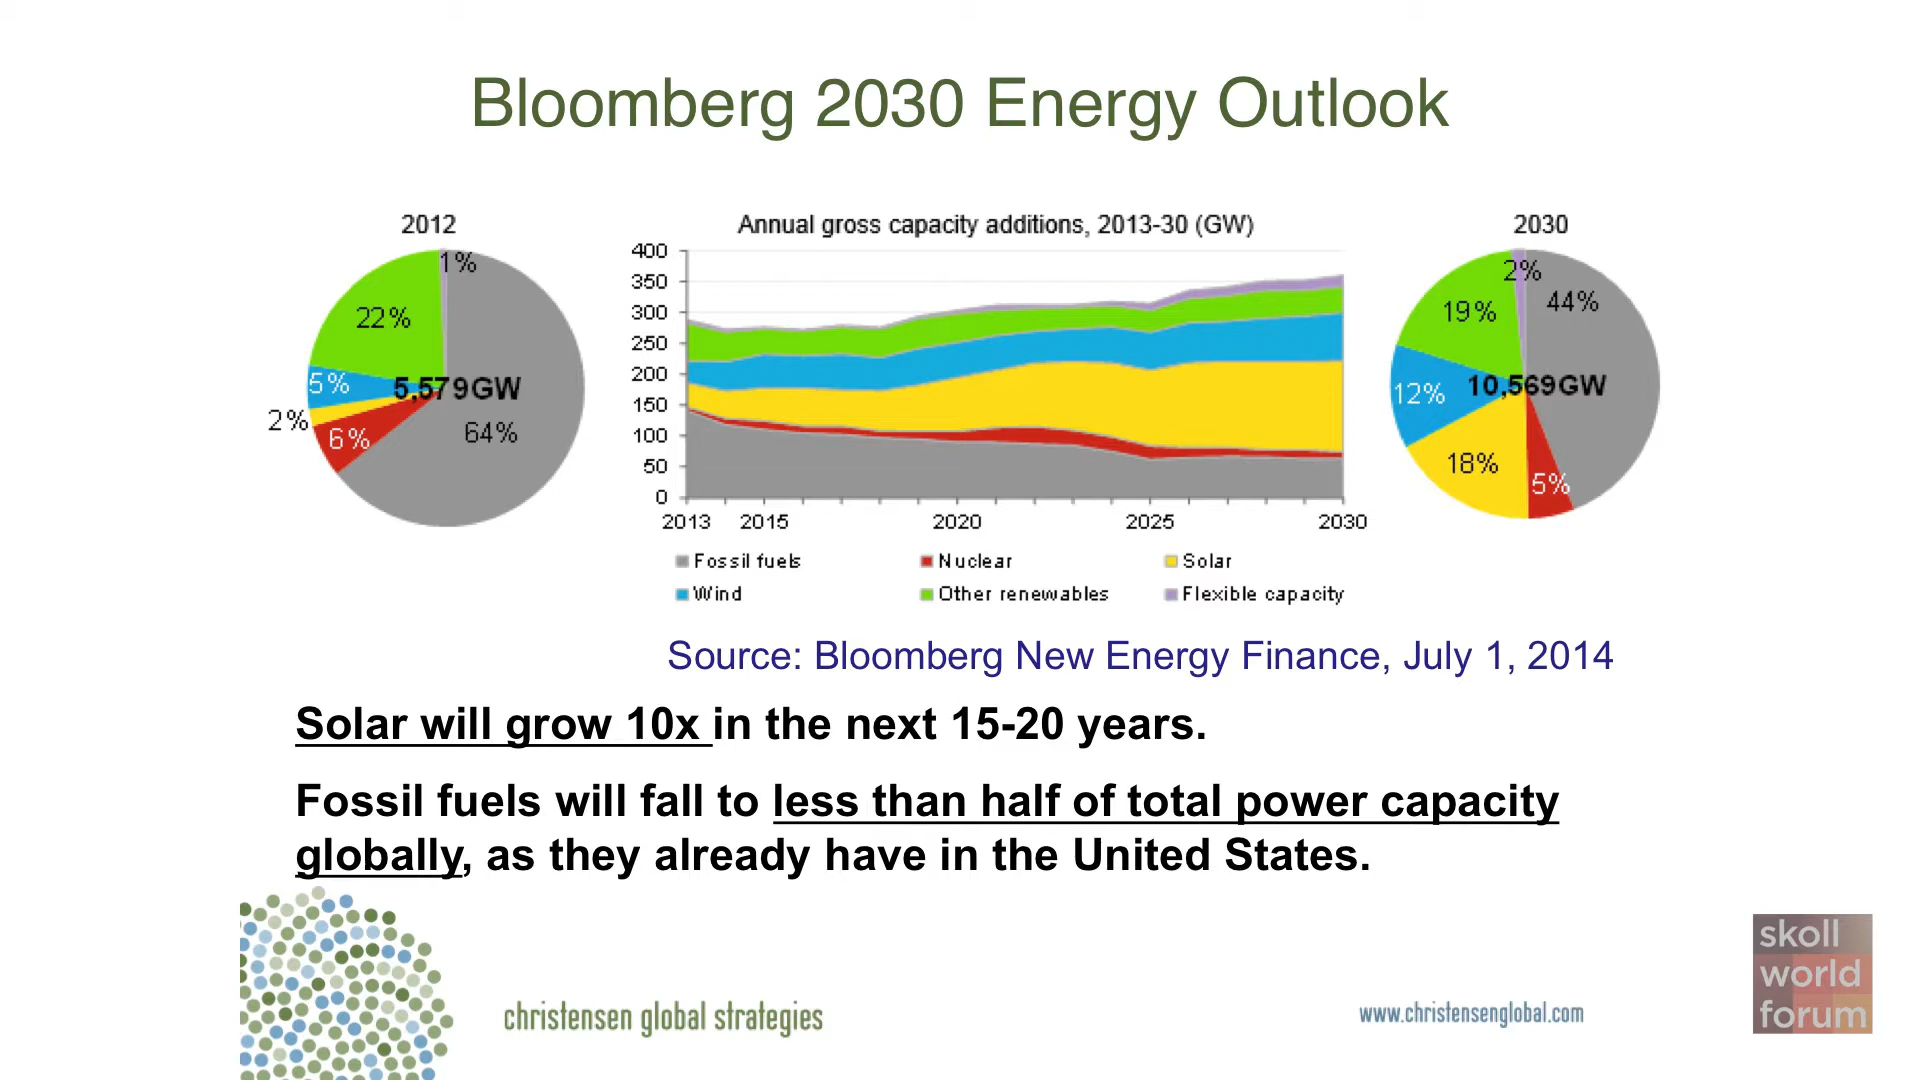 Bloomberg 2030 Energy Outlook
2012
1%
22%
5%
5,579GW
2%
6%
64%
Annual gross capacity additions, 2013-30 (GW)
400
350
300
250
200
150
100
50
0
2013 2015 2020 2025 2030
Fossil fuels Nuclear Solar
Wind Other renewables Flexible capacity
2030
2%
44%
19%
12%
10,569GW
18%
5%
Source: Bloomberg New Energy Finance, July 1, 2014
Solar will grow 10x in the next 15-20 years.
Fossil fuels will fall to less than half of total power capacity
globally, as they already have in the United States.
christensen global strategies
www.christensenglobal.com
skoll
world
forum